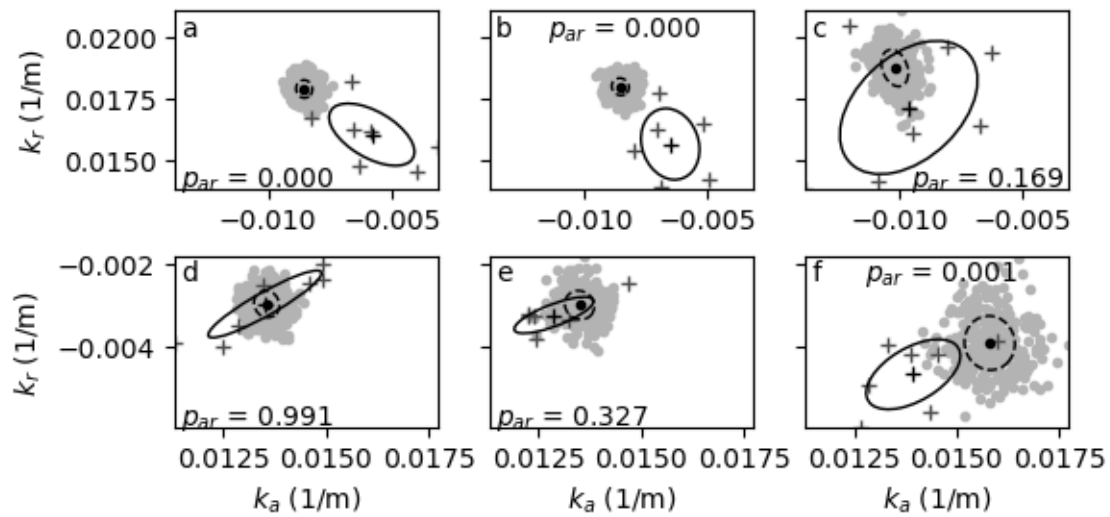 a
b
c
p_ar = 0.000
p_ar = 0.000
p_ar = 0.169
0.0200
0.0175
0.0150
k_r (1/m)
−0.010
−0.005
−0.010
−0.005
−0.010
−0.005
d
e
f
p_ar = 0.991
p_ar = 0.327
p_ar = 0.001
−0.002
−0.004
k_r (1/m)
0.0125
0.0150
0.0175
0.0125
0.0150
0.0175
0.0125
0.0150
0.0175
k_a (1/m)
k_a (1/m)
k_a (1/m)